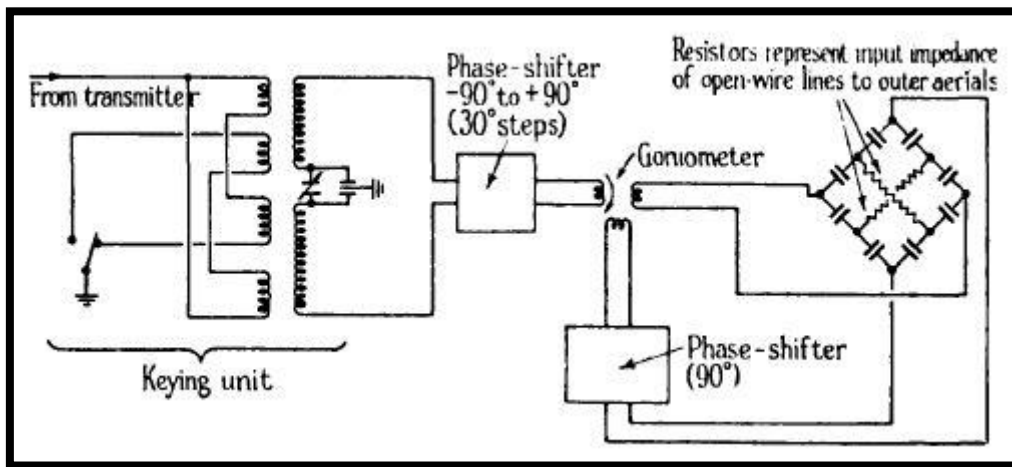 From transmitter
Keying unit
Phase-shifter
-90° to +90°
(30° steps)
Goniometer
Phase-shifter
(90°)
Resistors represent input impedance
of open-wire lines to outer aerials